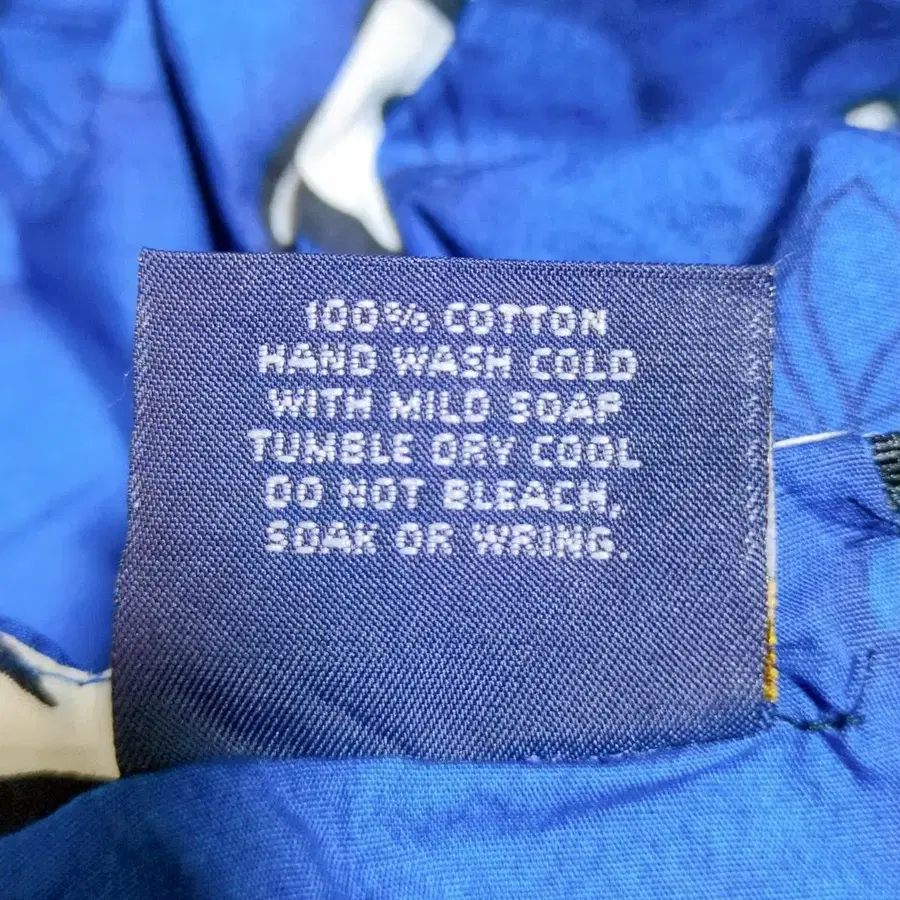 100% COTTON
HAND WASH COLD
WITH MILD SOAP
TUMBLE DRY COOL
DO NOT BLEACH,
SOAK OR WRING.